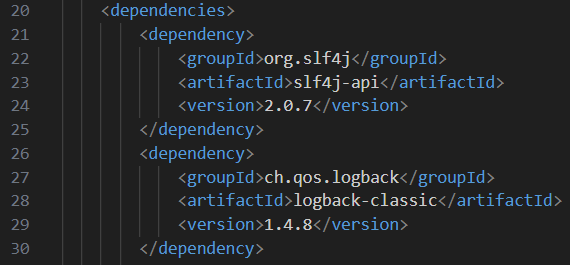 20 <dependencies>
21 <dependency>
22 <groupId>org.slf4j</groupId>
23 <artifactId>slf4j-api</artifactId>
24 <version>2.0.7</version>
25 </dependency>
26 <dependency>
27 <groupId>ch.qos.logback</groupId>
28 <artifactId>logback-classic</artifactId>
29 <version>1.4.8</version>
30 </dependency>